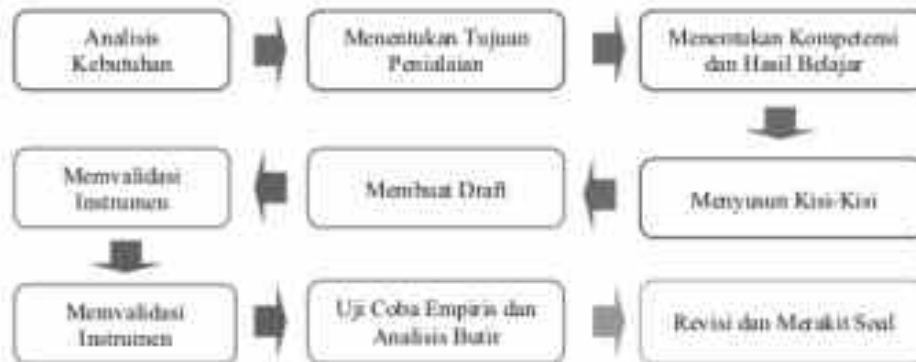 Analisis
Kebutuhan
Menentukan Tujuan
Penialaian
Menentukan Kompetensi
dan Hasil Belajar
Memvalidasi
Instrumen
Membuat Draft
Menyusun Kisi-Kisi
Memvalidasi
Instrumen
Uji Coba Empiris dan
Analisis Butir
Revisi dan Merakit Soal